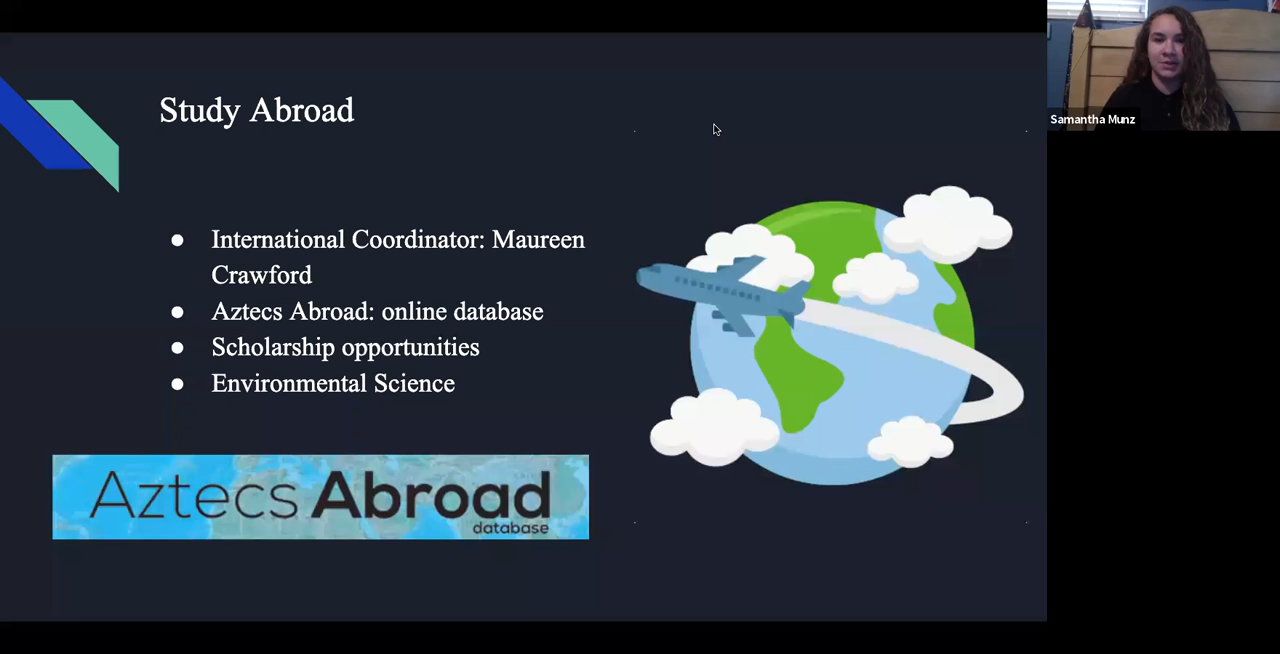 Study Abroad
● International Coordinator: Maureen
Crawford
● Aztecs Abroad: online database
● Scholarship opportunities
● Environmental Science
Aztecs Abroad
database
Samantha Munz